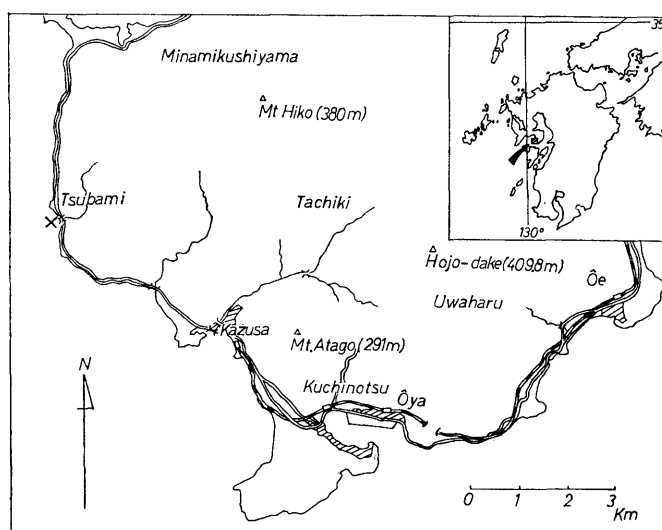 Minamikushiyama
Mt Hiko (380m)
Tsubami
Tachiki
130°
Hojo-dake(409.8m)
Ôe
Uwaharu
Kazusa
Mt. Atago (291m)
N
Kuchinotsu
Ôya
0 1 2 3
Km